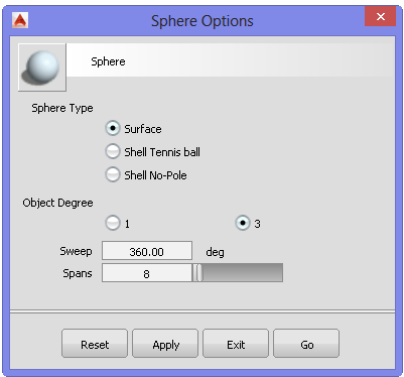 Sphere Options
Sphere
Sphere Type
Surface
Shell Tennis ball
Shell No-Pole
Object Degree
1 3
Sweep 360.00 deg
Spans 8
Reset Apply Exit Go